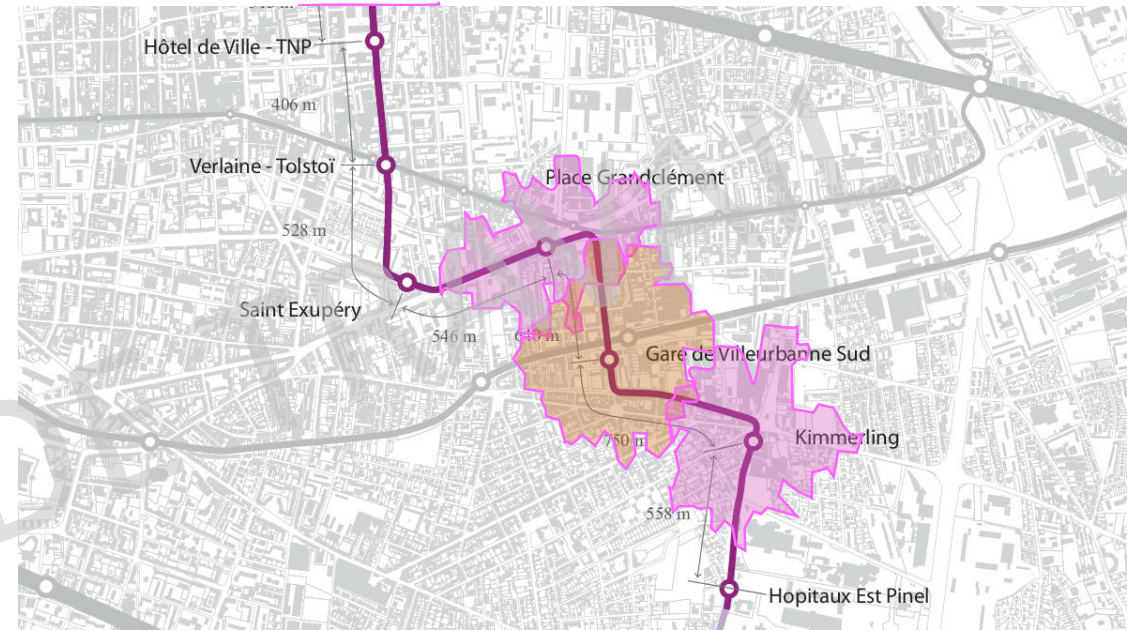 Hôtel de Ville - TNP
406 m
Verlaine - Tolstoï
Place Grandclément
528 m
Saint Exupéry
546 m
640 m
Gare de Villeurbanne Sud
750 m
Kimmerling
558 m
Hopitaux Est Pinel